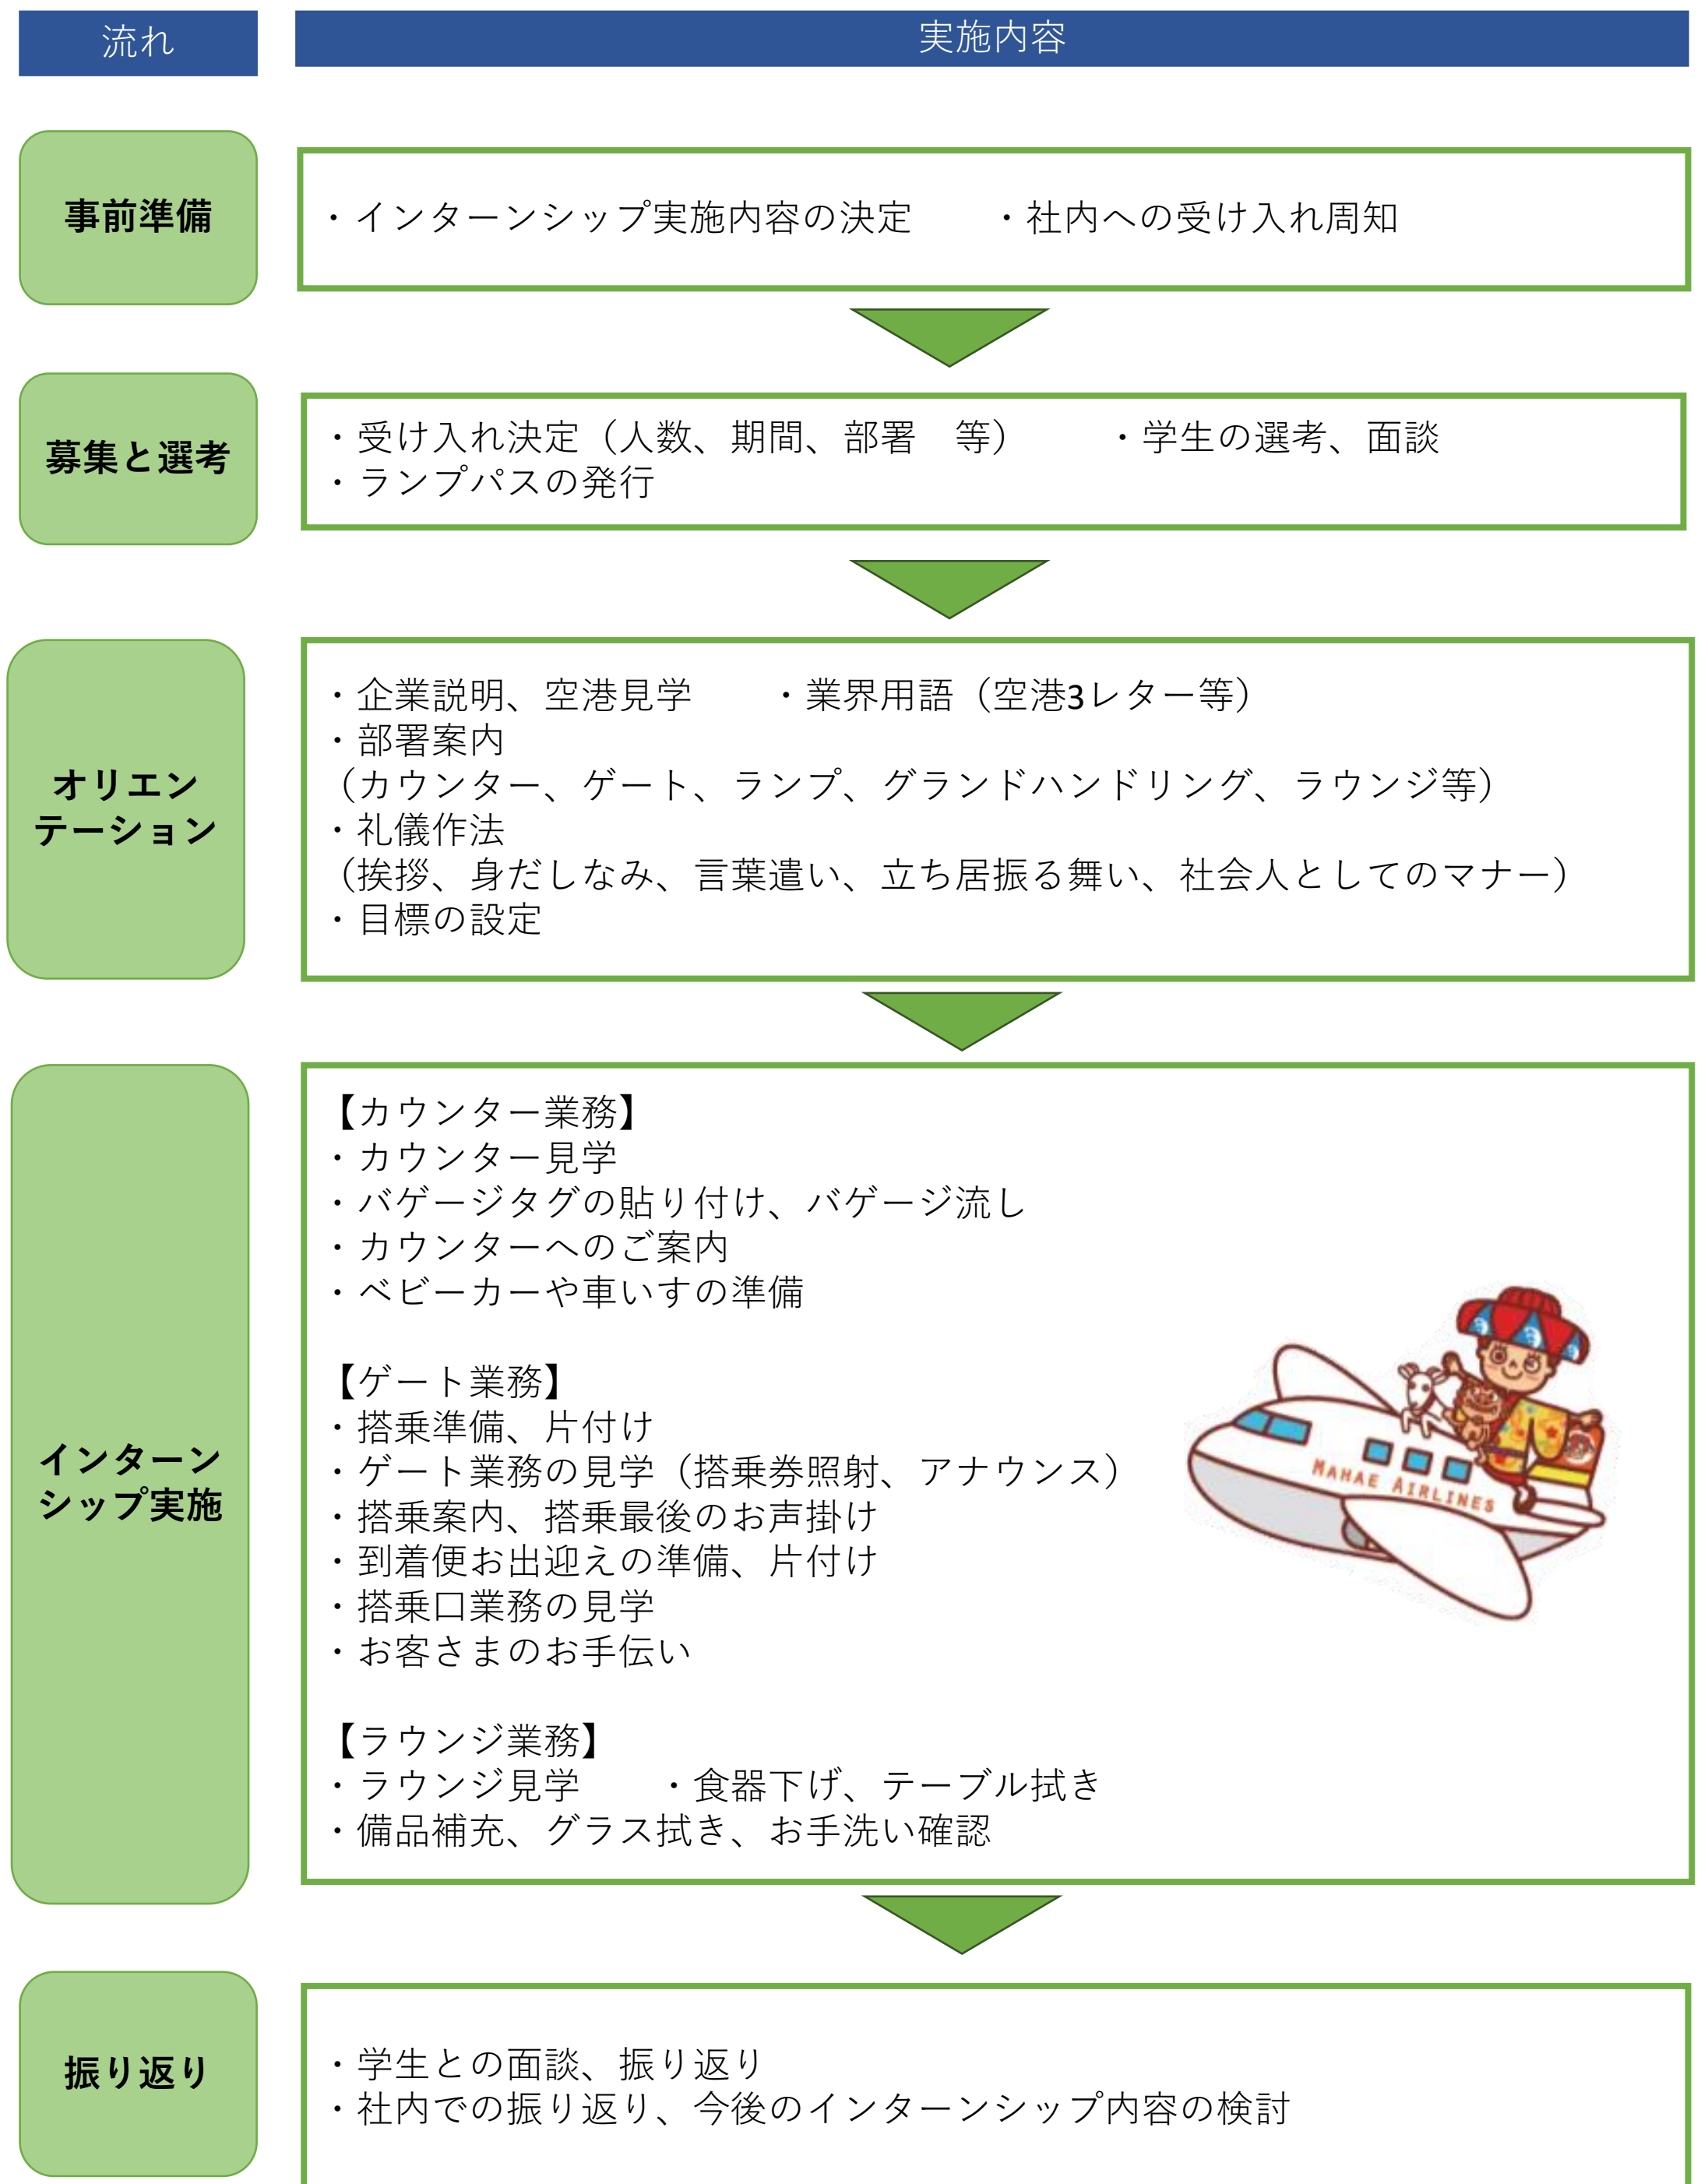 流れ
実施内容
事前準備
・インターンシップ実施内容の決定　　・社内への受け入れ周知
募集と選考
・受け入れ決定（人数、期間、部署　等）　　・学生の選考、面談
・ランプパスの発行
オリエン
テーション
・企業説明、空港見学　　・業界用語（空港3レター等）
・部署案内
（カウンター、ゲート、ランプ、グランドハンドリング、ラウンジ等）
・礼儀作法
（挨拶、身だしなみ、言葉遣い、立ち居振る舞い、社会人としてのマナー）
・目標の設定
インターン
シップ実施
【カウンター業務】
・カウンター見学
・バゲージタグの貼り付け、バゲージ流し
・カウンターへのご案内
・ベビーカーや車いすの準備
【ゲート業務】
・搭乗準備、片付け
・ゲート業務の見学（搭乗券照射、アナウンス）
・搭乗案内、搭乗最後のお声掛け
・到着便お出迎えの準備、片付け
・搭乗口業務の見学
・お客さまのお手伝い
MAHAE AIRLINES
【ラウンジ業務】
・ラウンジ見学　　・食器下げ、テーブル拭き
・備品補充、グラス拭き、お手洗い確認
振り返り
・学生との面談、振り返り
・社内での振り返り、今後のインターンシップ内容の検討